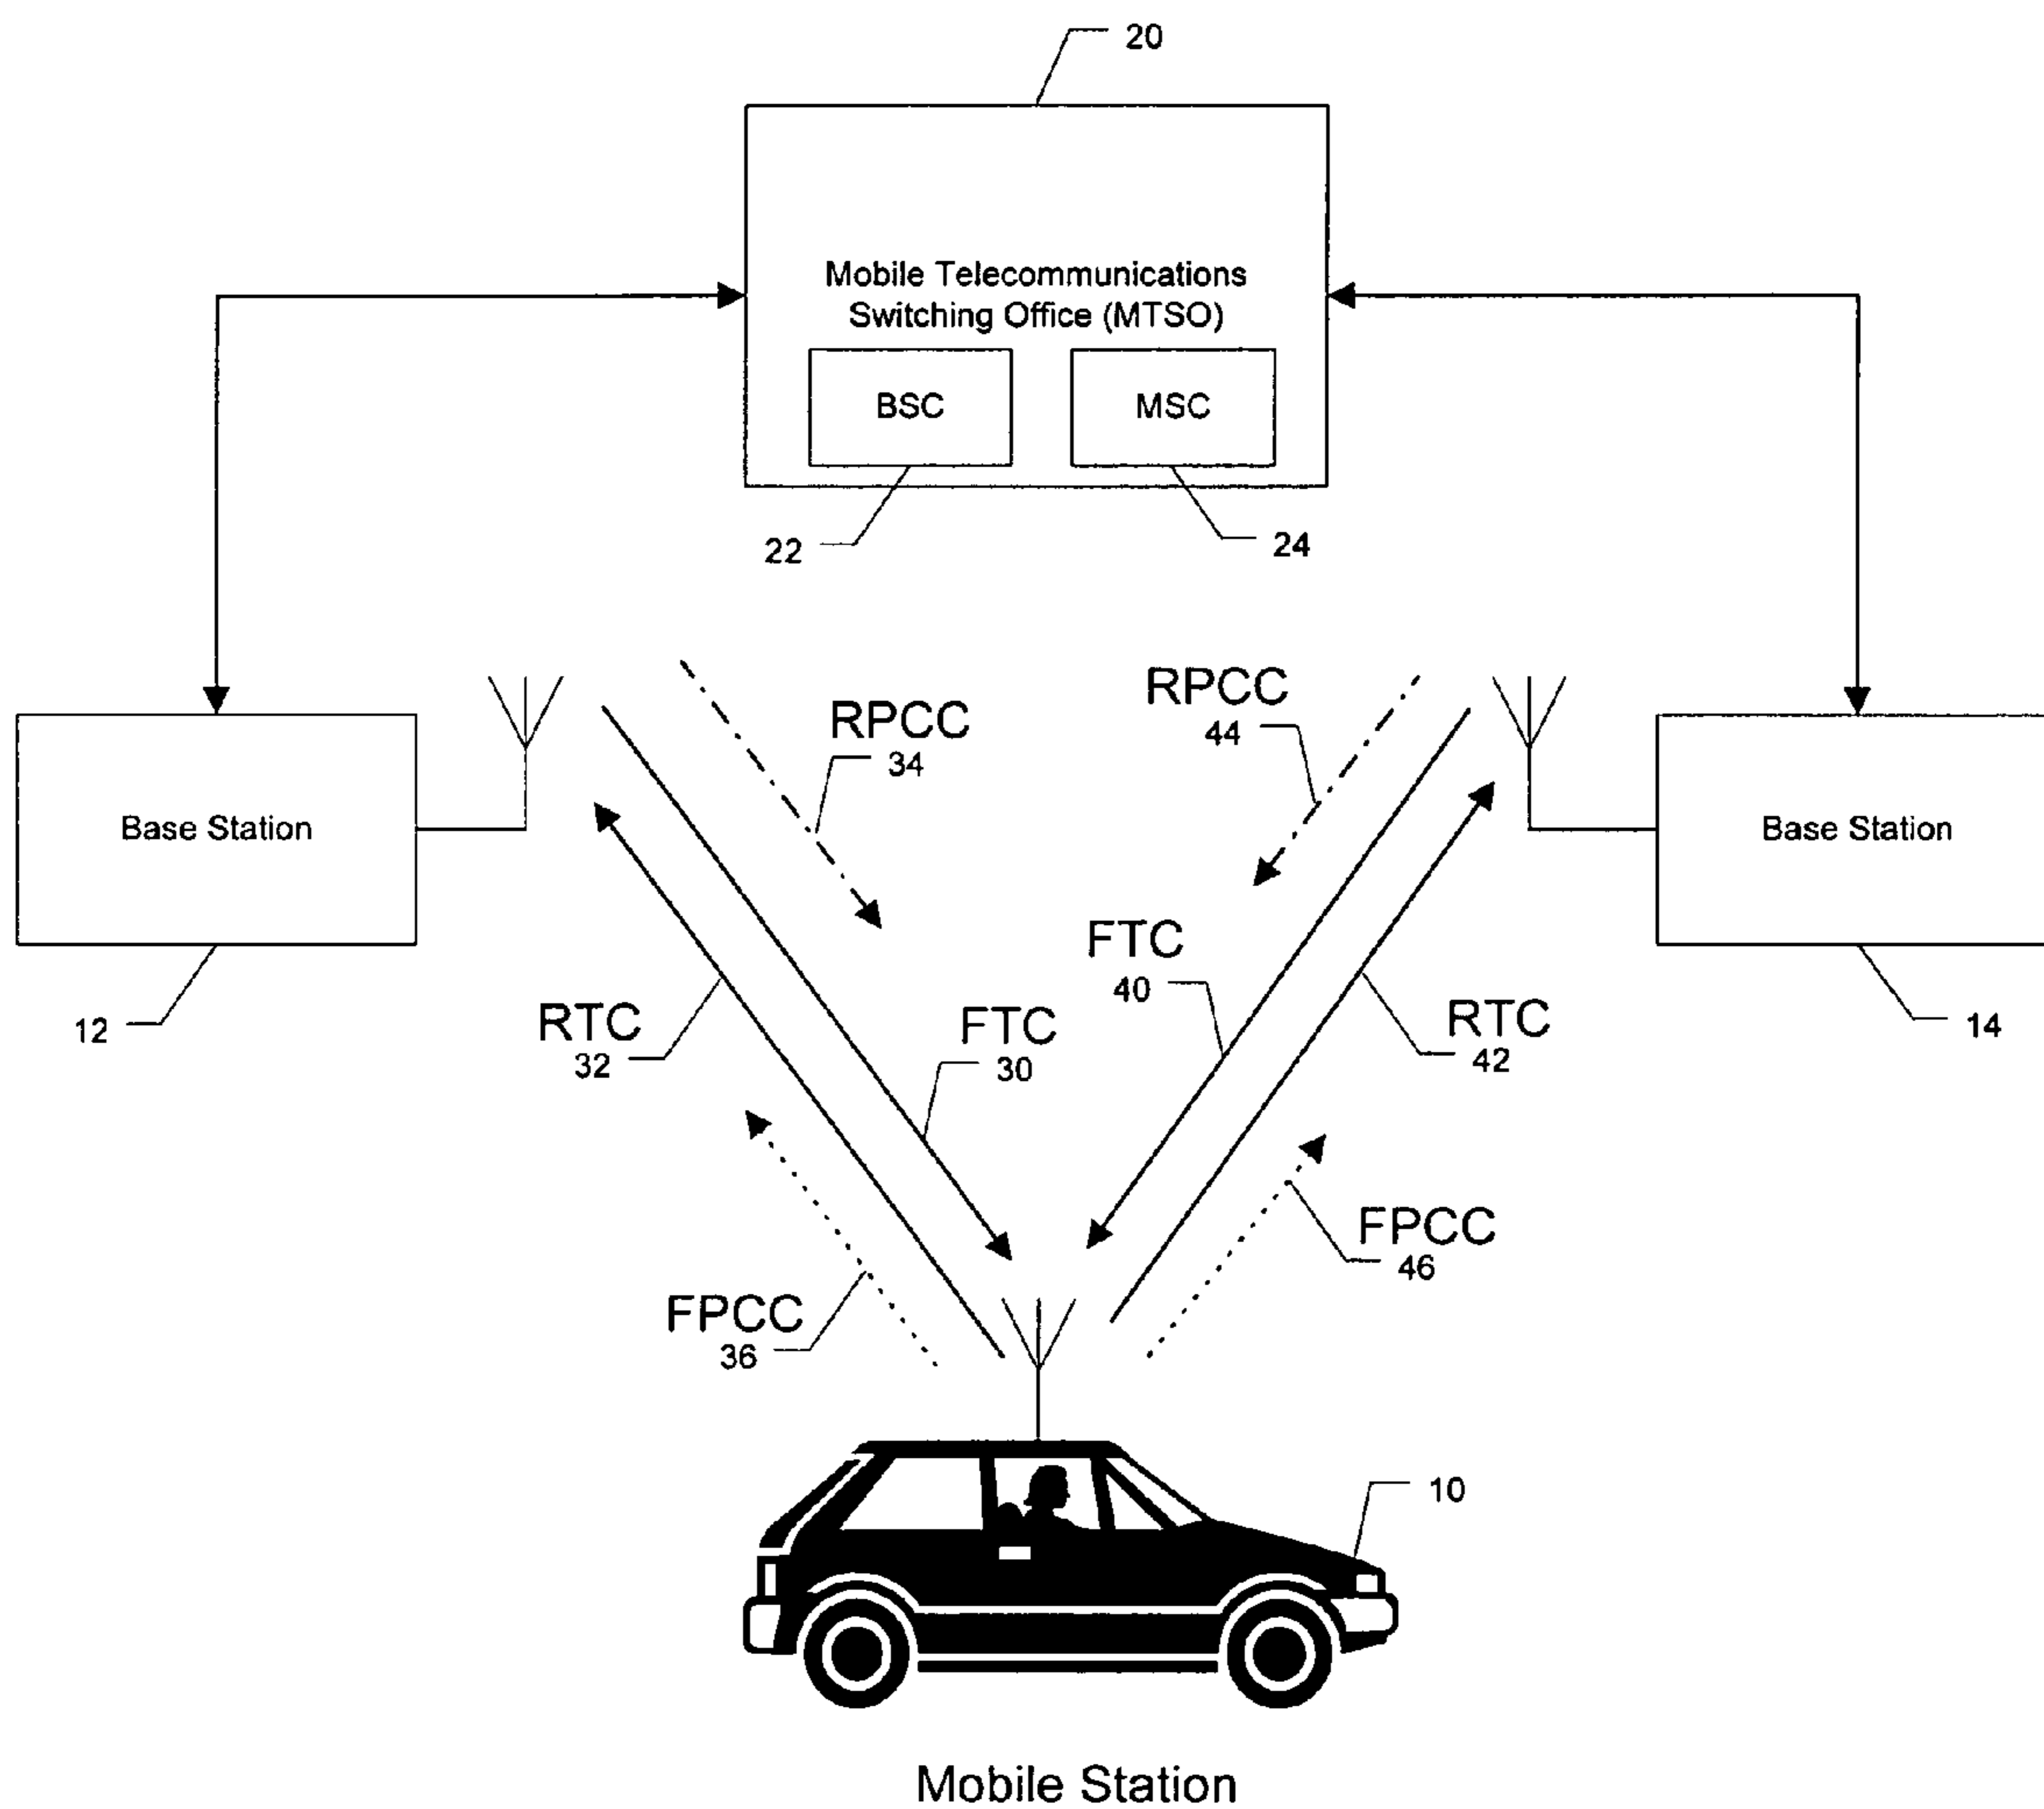 20
Mobile Telecommunications
Switching Office (MTSO)
BSC
MSC
22
24
RPCC
34
RPCC
44
Base Station
Base Station
12
14
FTC
40
RTC
32
FTC
30
RTC
42
FPCC
46
FPCC
36
10
Mobile Station